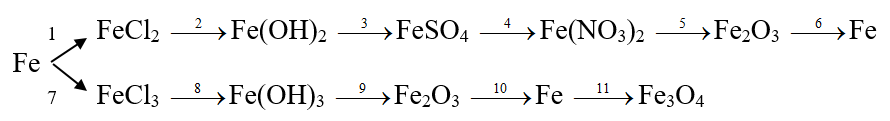 1 FeCl₂ —2→ Fe(OH)₂ —3→ FeSO₄ —4→ Fe(NO₃)₂ —5→ Fe₂O₃ —6→ Fe
Fe
7 FeCl₃ —8→ Fe(OH)₃ —9→ Fe₂O₃ —10→ Fe —11→ Fe₃O₄